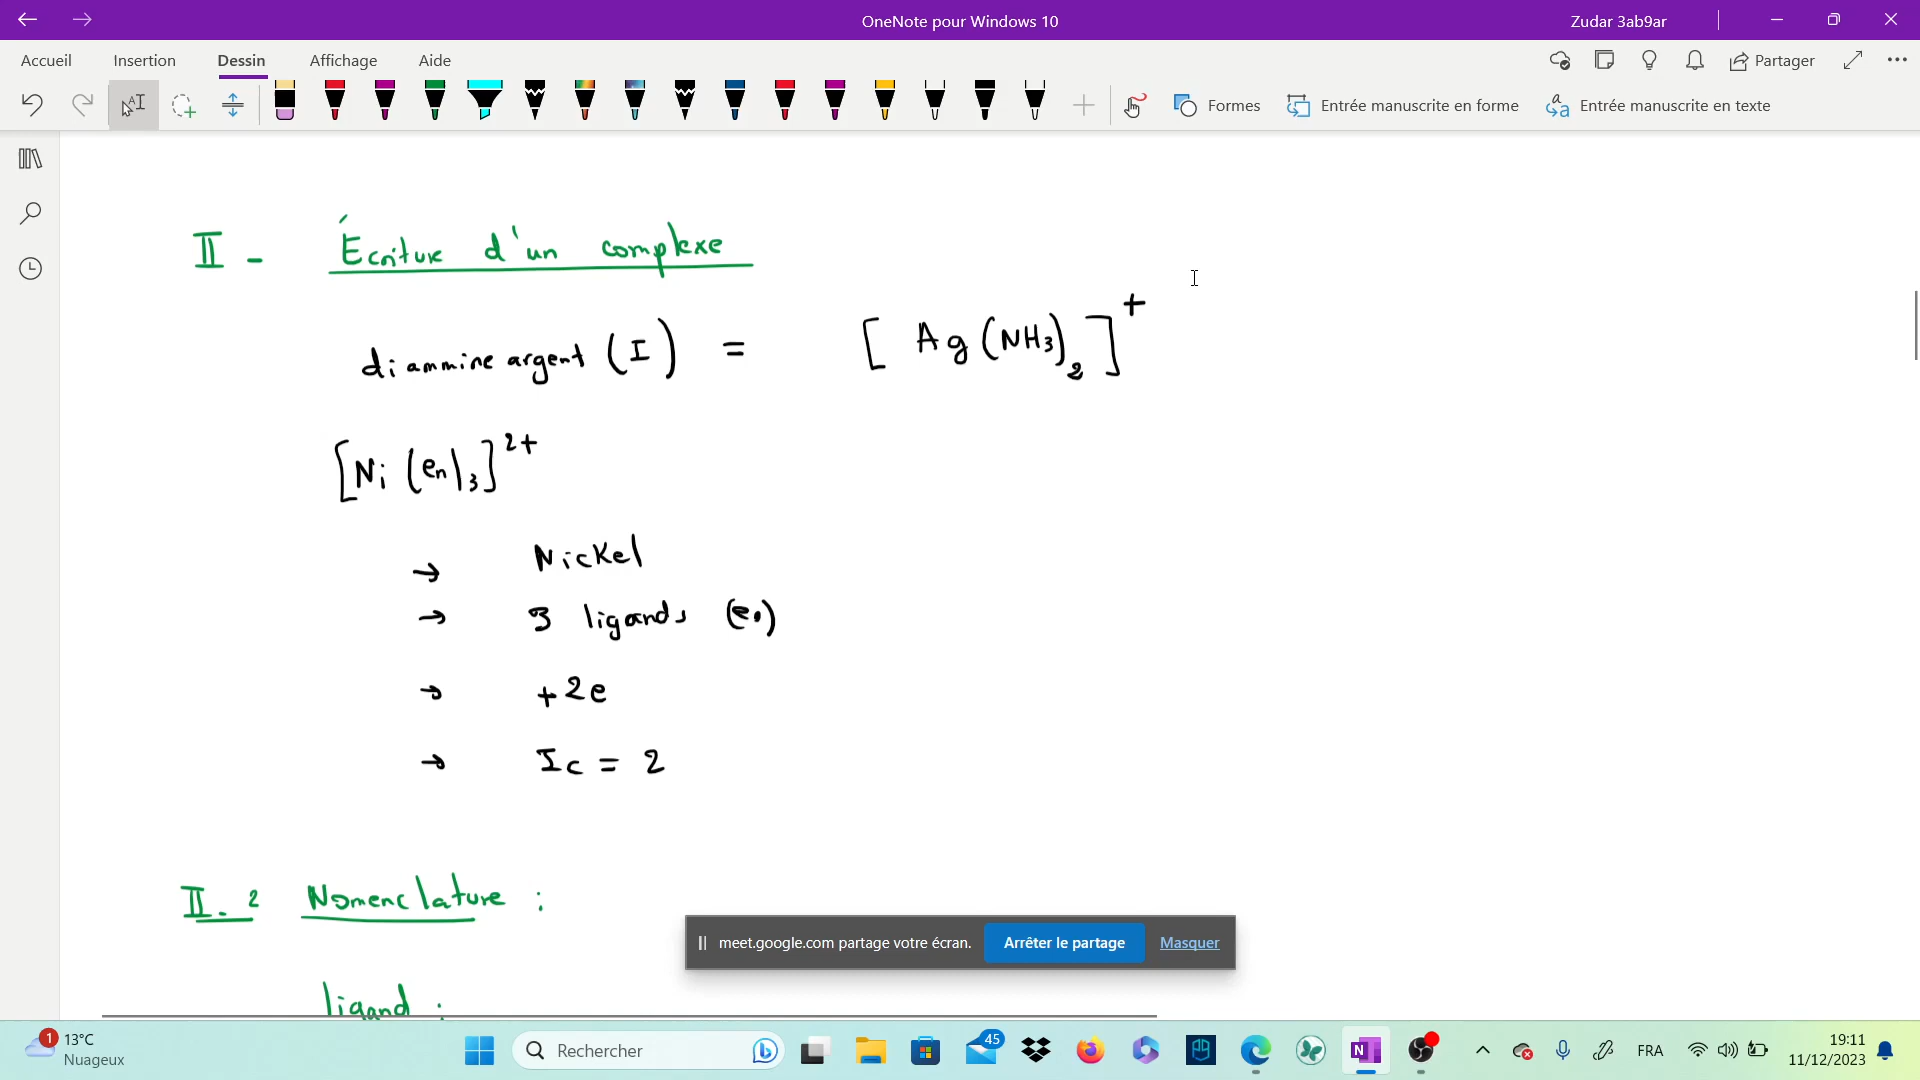 OneNote pour Windows 10
Zudar 3ab9ar
Accueil Insertion Dessin Affichage Aide
Partager
Formes Entrée manuscrite en forme Entrée manuscrite en texte
II - Écriture d'un complexe
diammine argent (I) = [Ag(NH₃)₂]⁺
[Ni (en)₃]²⁺
→ Nickel
→ 3 ligands (en)
→ +2e
→ Ic = 2
II. 2 Nomenclature :
meet.google.com partage votre écran. Arrêter le partage Masquer
ligand :
1 13°C
Nuageux
Rechercher
45
FRA
19:11
11/12/2023